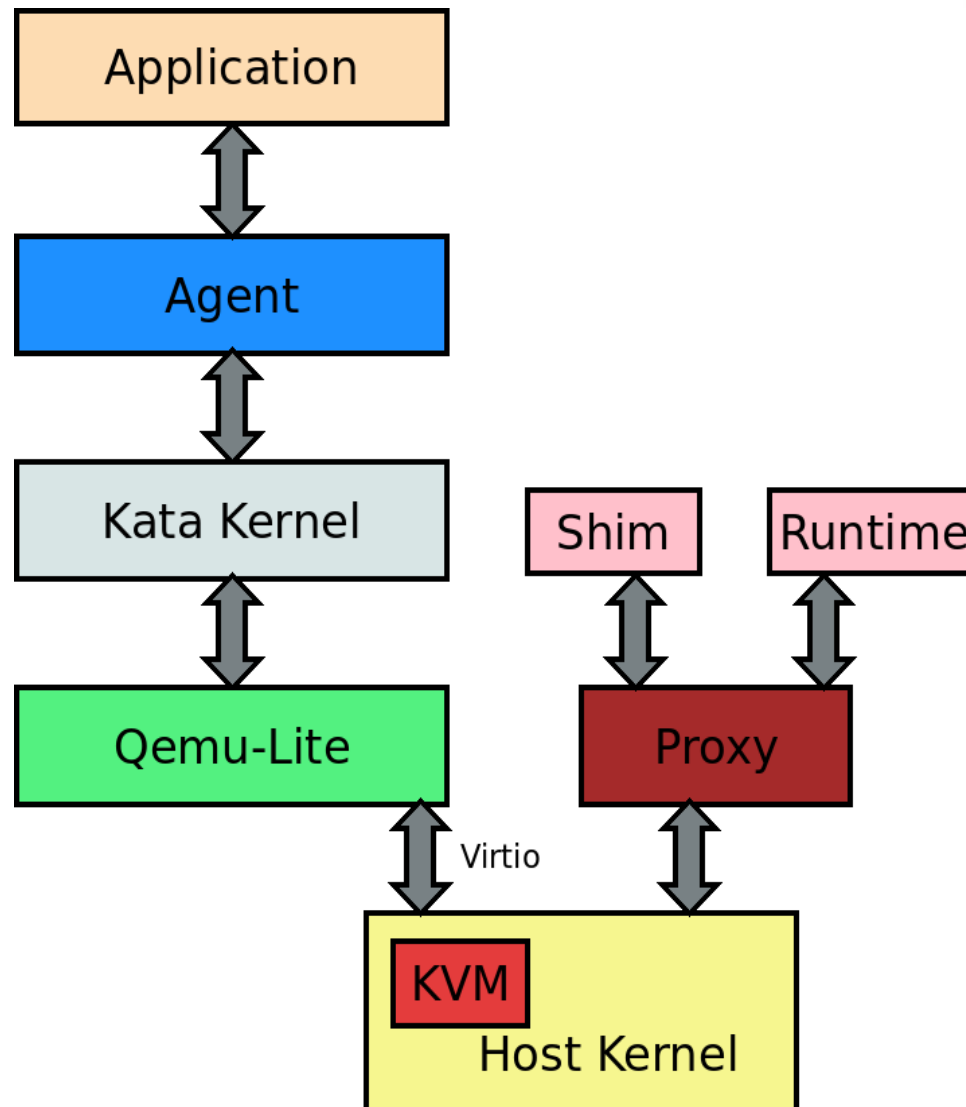 Application
Agent
Kata Kernel
Shim
Runtime
Qemu-Lite
Proxy
Virtio
KVM
Host Kernel